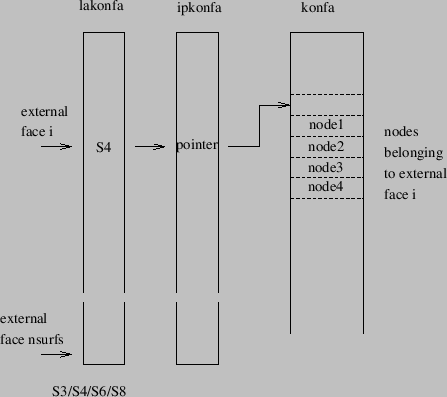 lakonfa
ipkonfa
konfa
external
face i
S4
pointer
node1
node2
node3
node4
nodes
belonging
to external
face i
external
face nsurfs
S3/S4/S6/S8